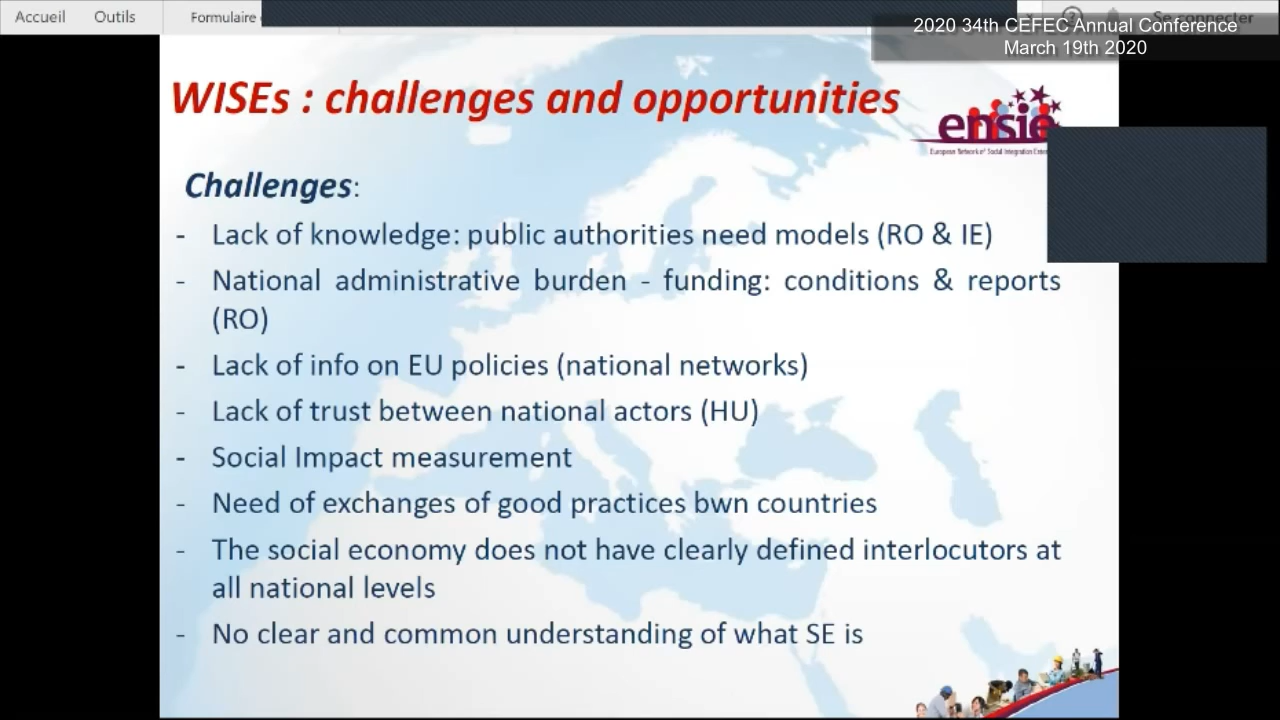 Accueil Outils Formulaire
Se connecter
2020 34th CEFEC Annual Conference
March 19th 2020
WISEs : challenges and opportunities
ensie
European Network of Social Integration
Challenges:
- Lack of knowledge: public authorities need models (RO & IE)
- National administrative burden - funding: conditions & reports
(RO)
- Lack of info on EU policies (national networks)
- Lack of trust between national actors (HU)
- Social Impact measurement
- Need of exchanges of good practices bwn countries
- The social economy does not have clearly defined interlocutors at
all national levels
- No clear and common understanding of what SE is